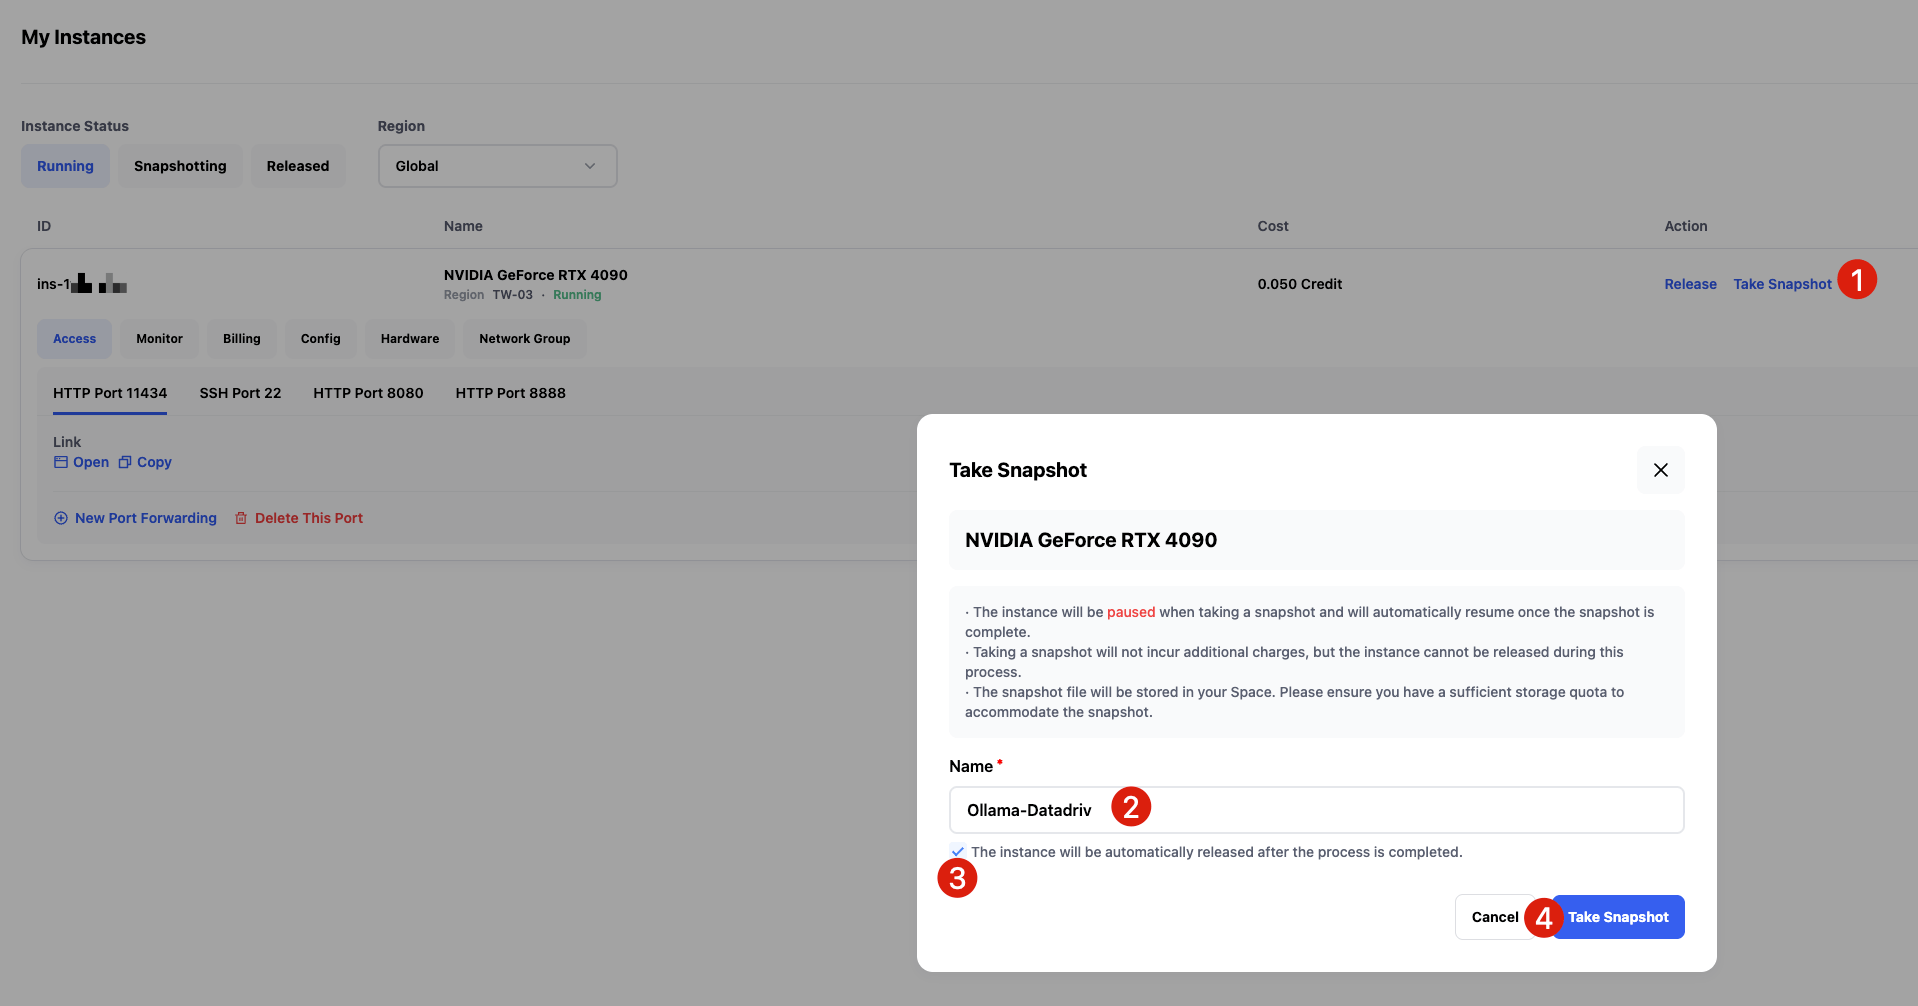 My Instances
Instance Status
Region
Running
Snapshotting
Released
Global
ID
Name
Cost
Action
ins-1
NVIDIA GeForce RTX 4090
Region TW-03 · Running
0.050 Credit
Release
Take Snapshot
1
Access
Monitor
Billing
Config
Hardware
Network Group
HTTP Port 11434
SSH Port 22
HTTP Port 8080
HTTP Port 8888
Link
Open
Copy
New Port Forwarding
Delete This Port
Take Snapshot
NVIDIA GeForce RTX 4090
· The instance will be paused when taking a snapshot and will automatically resume once the snapshot is
complete.
· Taking a snapshot will not incur additional charges, but the instance cannot be released during this
process.
· The snapshot file will be stored in your Space. Please ensure you have a sufficient storage quota to
accommodate the snapshot.
Name *
Ollama-Datadriv
2
The instance will be automatically released after the process is completed.
3
Cancel
4
Take Snapshot